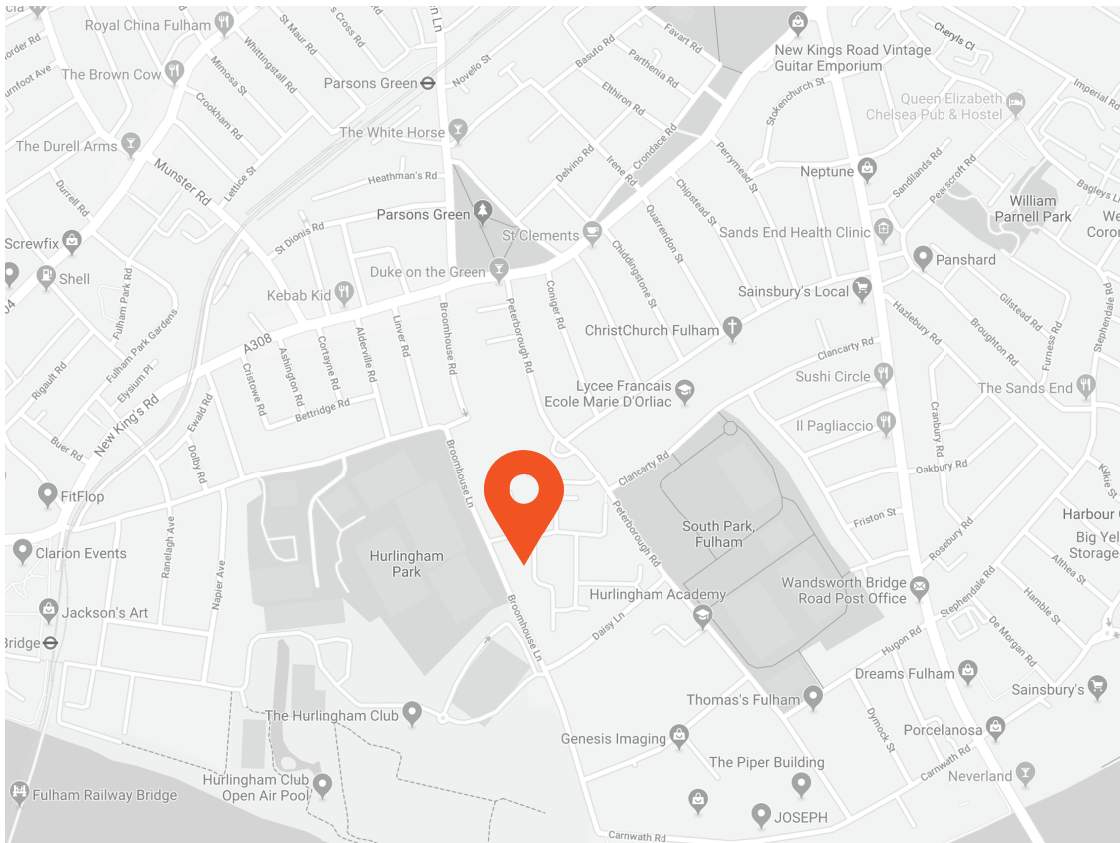 Royal China Fulham
St Maur Rd
S Cross Rd
Whittingstall Rd
Mimosa St
Crookham Rd
The Brown Cow
The Durell Arms
Munster Rd
Lettice St
Durrell Rd
Parsons Green
Novello St
The White Horse
Heathman's Rd
Basuto Rd
Favart Rd
Parthenia Rd
Elthiron Rd
Crondace Rd
Irene Rd
Delvino Rd
New Kings Road Vintage
Guitar Emporium
Stokenchurch St
Perrymead St
Cheryls Cl
Imperial Rd
Queen Elizabeth
Chelsea Pub & Hostel
Neptune
Sandilands Rd
Pearscroft Rd
Bagleys L
William
Parnell Park
Parsons Green
St Clements
Chipstead St
Quarrendon St
Chiddingstone St
Sands End Health Clinic
Panshard
Screwfix
Shell
St Dionis Rd
Duke on the Green
Kebab Kid
Fulham Park Rd
Fulham Park Gardens
Elysium Pl
Rigault Rd
Buer Rd
New King's Rd
A308
Sainsbury's Local
ChristChurch Fulham
Hazlebury Rd
Gilstead Rd
Broughton Rd
Furness Rd
Stephendale Rd
Linver Rd
Alderville Rd
Cortayne Rd
Ashington Rd
Cristowe Rd
Broomhouse Rd
Peterborough Rd
Coniger Rd
Bettridge Rd
Ewald Rd
Dolby Rd
Clancarty Rd
Sushi Circle
The Sands End
Lycee Francais
Ecole Marie D'Orliac
Il Pagliaccio
Cranbury Rd
Oakbury Rd
Broomhouse Ln
Clancarty Rd
Peterborough Rd
FitFlop
Ranelagh Ave
Napier Ave
Clarion Events
Hurlingham
Park
South Park,
Fulham
Friston St
Rosebury Rd
Kilkie St
Harbour
Big Yel
Storage
Althea St
Hamble St
Wandsworth Bridge
Road Post Office
Hurlingham Academy
Jackson's Art
Bridge
Broomhouse Ln
Daisy Ln
Stephendale Rd
De Morgan Rd
Hugon Rd
Dreams Fulham
Sainsbury's
Thomas's Fulham
The Hurlingham Club
Genesis Imaging
Dymock St
Porcelanosa
Carnwath Rd
The Piper Building
Neverland
Hurlingham Club
Open Air Pool
Fulham Railway Bridge
JOSEPH
Carnwath Rd